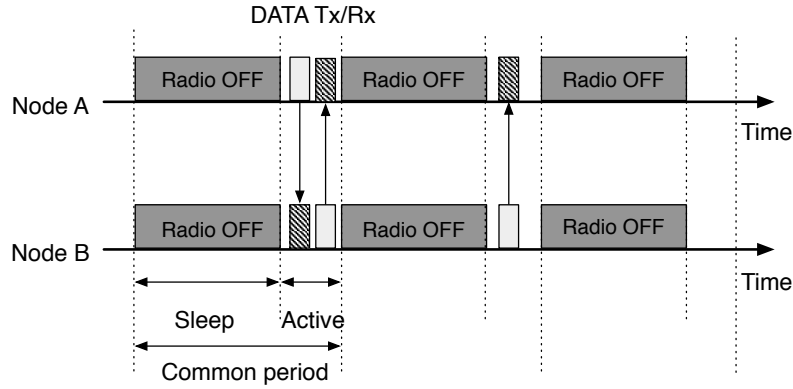 DATA Tx/Rx
Radio OFF Radio OFF Radio OFF
Node A
Time
Radio OFF Radio OFF Radio OFF
Node B
Time
Sleep Active
Common period